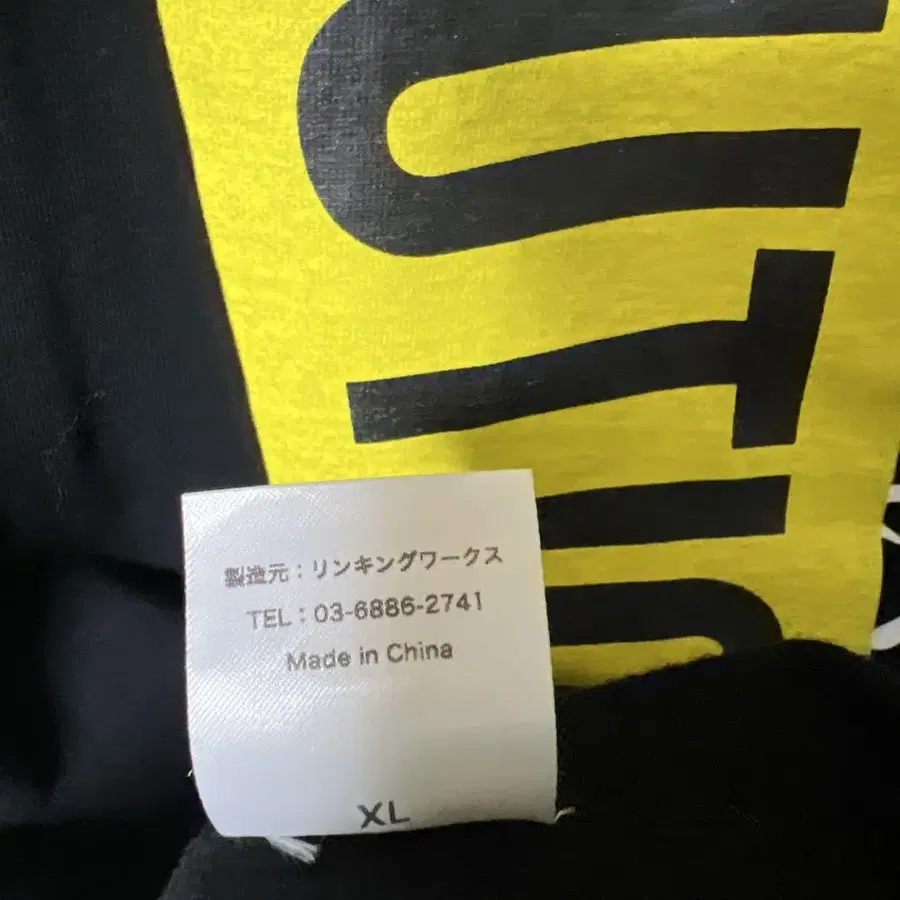 製造元：リンキングワークス
TEL：03-6886-2741
Made in China
XL